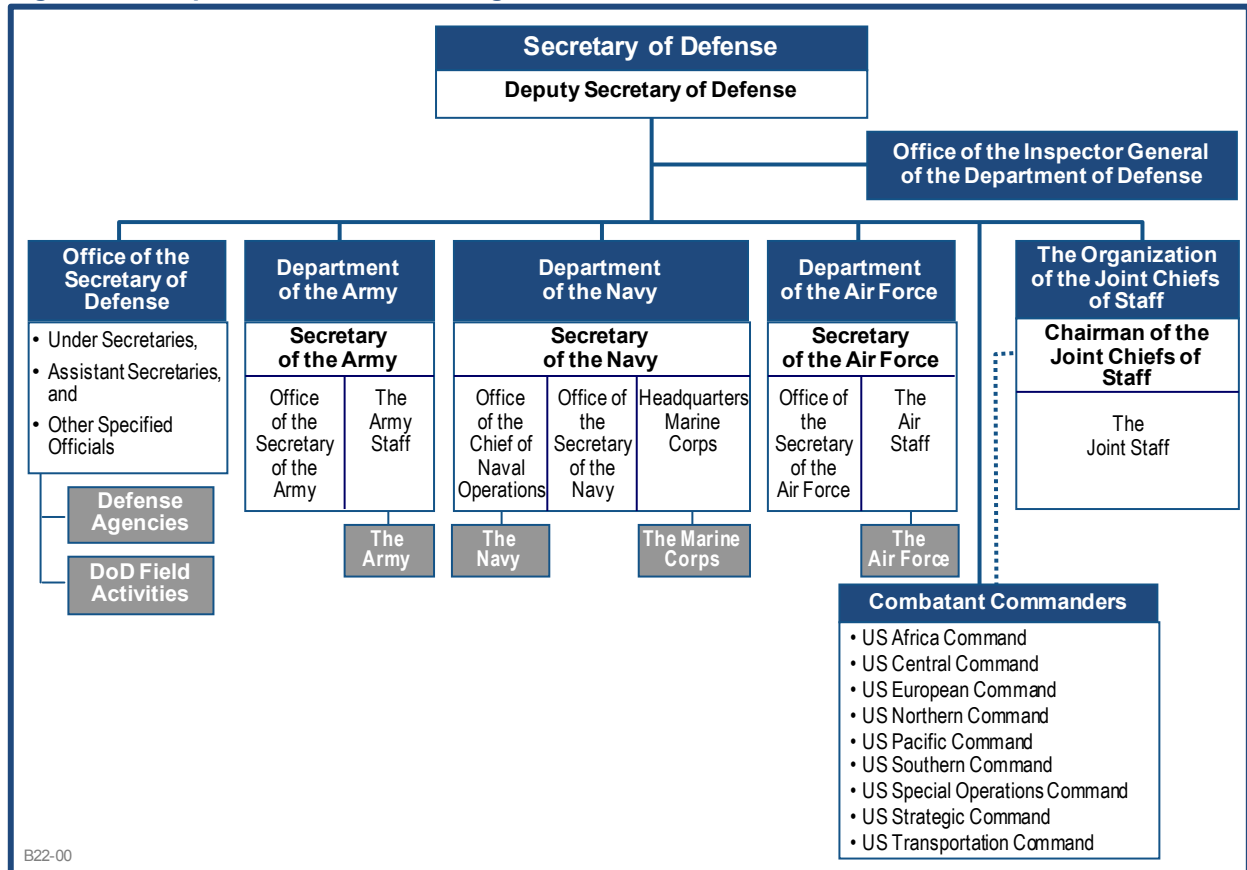 Secretary of Defense
Deputy Secretary of Defense
Office of the Inspector General
of the Department of Defense
Office of the
Secretary of
Defense
• Under Secretaries,
• Assistant Secretaries,
and
• Other Specified
Officials
Defense
Agencies
DoD Field
Activities
Department
of the Army
Secretary
of the Army
Office
of the
Secretary
of the
Army
The
Army
Staff
The
Army
Department
of the Navy
Secretary
of the Navy
Office
of the
Chief of
Naval
Operations
Office of
the
Secretary
of the
Navy
Headquarters
Marine
Corps
The
Navy
The Marine
Corps
Department
of the Air Force
Secretary
of the Air Force
Office of
the
Secretary
of the
Air Force
The
Air
Staff
The
Air Force
The Organization
of the Joint Chiefs
of Staff
Chairman of the
Joint Chiefs of
Staff
The
Joint Staff
Combatant Commanders
• US Africa Command
• US Central Command
• US European Command
• US Northern Command
• US Pacific Command
• US Southern Command
• US Special Operations Command
• US Strategic Command
• US Transportation Command
B22-00